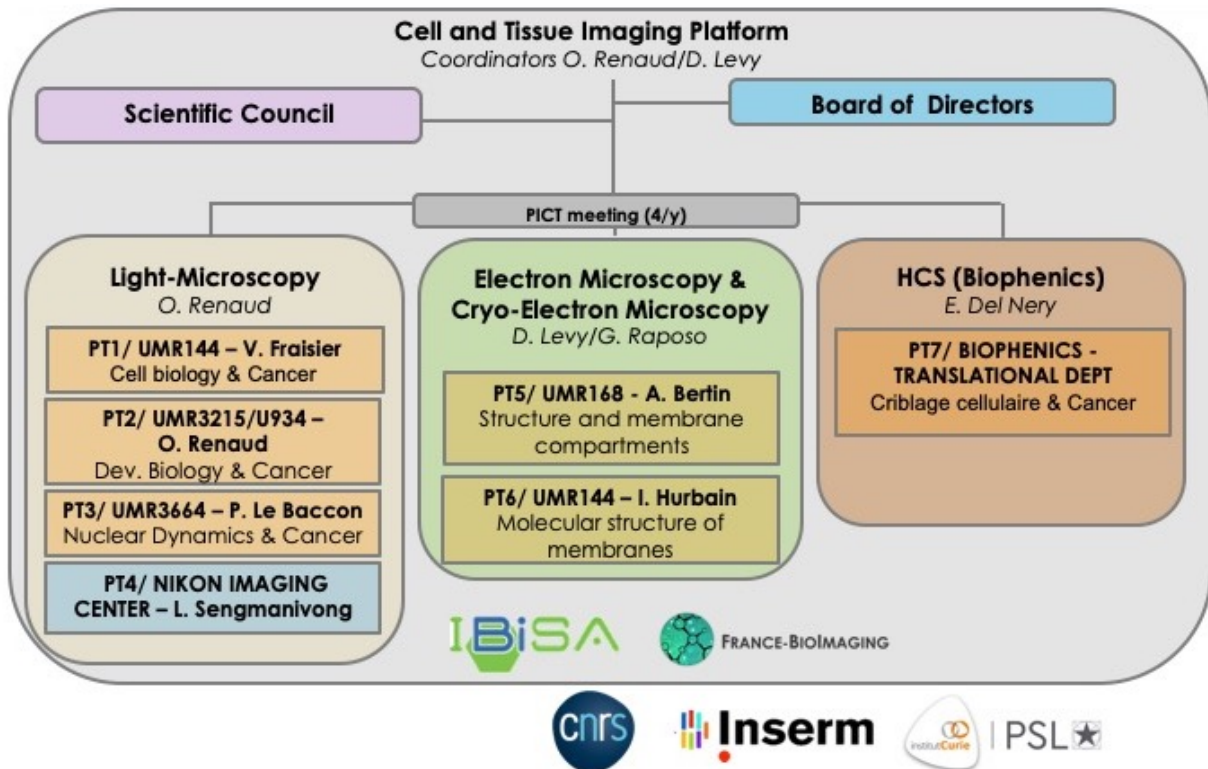 Cell and Tissue Imaging Platform
Coordinators O. Renaud/D. Levy
Scientific Council
Board of Directors
PICT meeting (4/y)
Light-Microscopy
O. Renaud
PT1/ UMR144 – V. Fraisier
Cell biology & Cancer
PT2/ UMR3215/U934 –
O. Renaud
Dev. Biology & Cancer
PT3/ UMR3664 – P. Le Baccon
Nuclear Dynamics & Cancer
PT4/ NIKON IMAGING
CENTER – L. Sengmanivong
Electron Microscopy &
Cryo-Electron Microscopy
D. Levy/G. Raposo
PT5/ UMR168 - A. Bertin
Structure and membrane
compartments
PT6/ UMR144 – I. Hurbain
Molecular structure of
membranes
HCS (Biophenics)
E. Del Nery
PT7/ BIOPHENICS -
TRANSLATIONAL DEPT
Criblage cellulaire & Cancer
IBiSA
FRANCE-BIOIMAGING
cnrs
Inserm
institutCurie
PSL